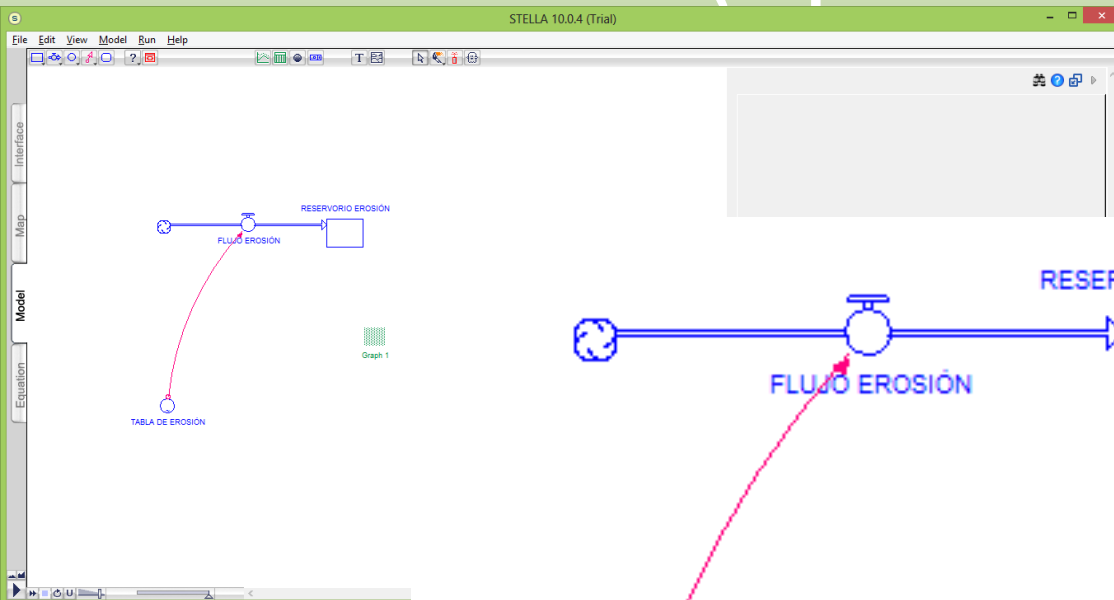 STELLA 10.0.4 (Trial)
File Edit View Model Run Help
T ?
Interface
Map
Model
Equation
RESERVORIO EROSIÓN
FLUJO EROSIÓN
Graph 1
TABLA DE EROSIÓN
U
RESER
FLUJO EROSIÓN